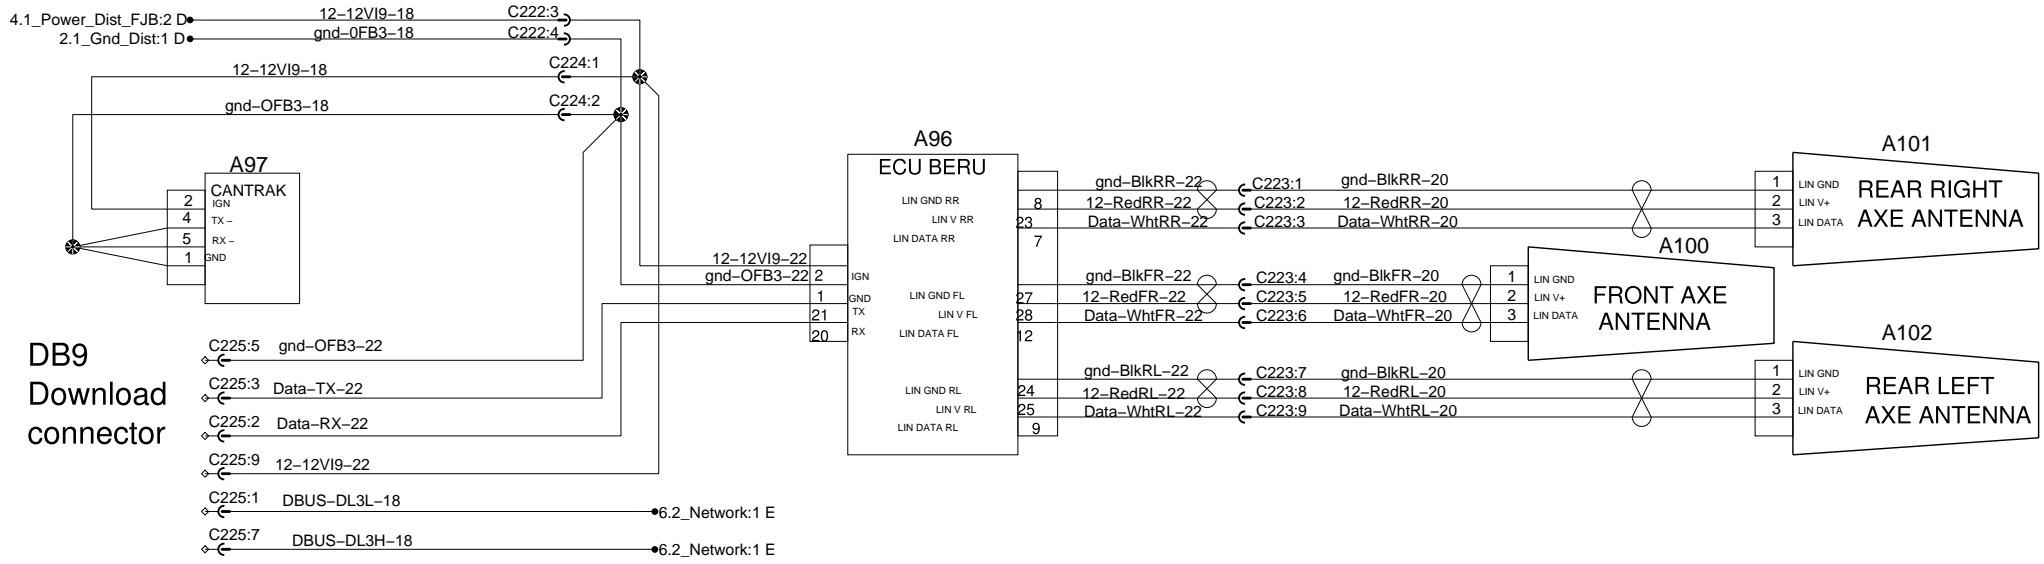 4.1_Power_Dist_FJB:2 D
12-12VI9-18
C222:3
2.1_Gnd_Dist:1 D
gnd-0FB3-18
C222:4
12-12VI9-18
C224:1
gnd-OFB3-18
C224:2
A97
CANTRAK
2
IGN
4
TX -
5
RX -
1
GND
DB9
Download
connector
C225:5
gnd-OFB3-22
C225:3
Data-TX-22
C225:2
Data-RX-22
C225:9
12-12VI9-22
C225:1
DBUS-DL3L-18
6.2_Network:1 E
C225:7
DBUS-DL3H-18
6.2_Network:1 E
A96
ECU BERU
12-12VI9-22
gnd-OFB3-22
2
IGN
1
GND
21
TX
20
RX
LIN GND RR
8
LIN V RR
23
LIN DATA RR
7
LIN GND FL
27
LIN V FL
28
LIN DATA FL
12
LIN GND RL
24
LIN V RL
25
LIN DATA RL
9
gnd-BlkRR-22
C223:1
gnd-BlkRR-20
12-RedRR-22
C223:2
12-RedRR-20
Data-WhtRR-22
C223:3
Data-WhtRR-20
gnd-BlkFR-22
C223:4
gnd-BlkFR-20
12-RedFR-22
C223:5
12-RedFR-20
Data-WhtFR-22
C223:6
Data-WhtFR-20
gnd-BlkRL-22
C223:7
gnd-BlkRL-20
12-RedRL-22
C223:8
12-RedRL-20
Data-WhtRL-22
C223:9
Data-WhtRL-20
A101
1
LIN GND
2
LIN V+
3
LIN DATA
REAR RIGHT
AXE ANTENNA
A100
1
LIN GND
2
LIN V+
3
LIN DATA
FRONT AXE
ANTENNA
A102
1
LIN GND
2
LIN V+
3
LIN DATA
REAR LEFT
AXE ANTENNA